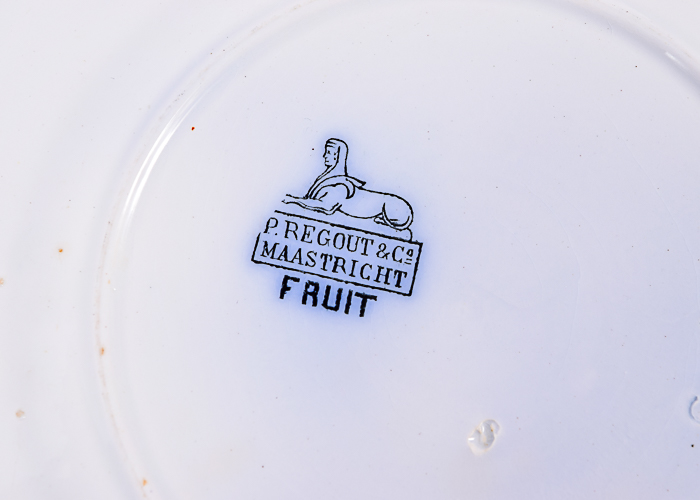 P. REGOUT & Cº
MAASTRICHT
FRUIT